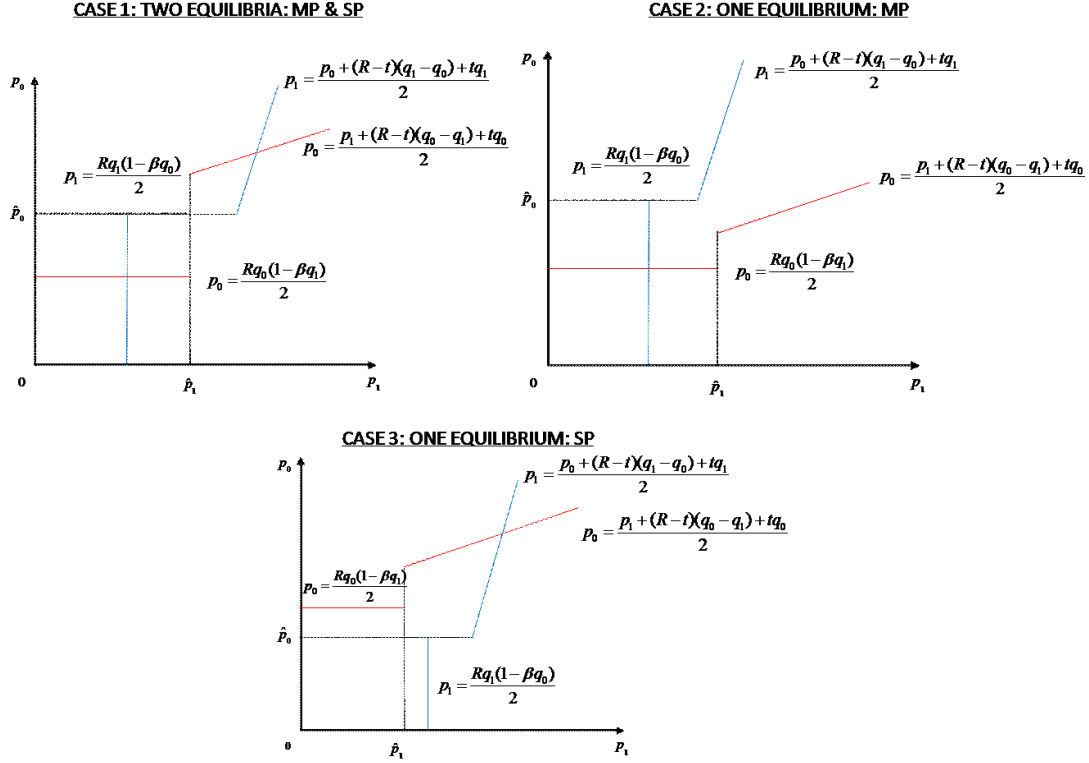 CASE 1: TWO EQUILIBRIA: MP & SP
p₀
p₁ = (p₀ + (R − t)(q₁ − q₀) + tq₁) / 2
p₀ = (p₁ + (R − t)(q₀ − q₁) + tq₀) / 2
p₁ = Rq₁(1 − βq₀) / 2
p̂₀
p₀ = Rq₀(1 − βq₁) / 2
0
p̂₁
p₁
CASE 2: ONE EQUILIBRIUM: MP
p₀
p₁ = (p₀ + (R − t)(q₁ − q₀) + tq₁) / 2
p₁ = Rq₁(1 − βq₀) / 2
p₀ = (p₁ + (R − t)(q₀ − q₁) + tq₀) / 2
p̂₀
p₀ = Rq₀(1 − βq₁) / 2
0
p̂₁
p₁
CASE 3: ONE EQUILIBRIUM: SP
p₀
p₁ = (p₀ + (R − t)(q₁ − q₀) + tq₁) / 2
p₀ = (p₁ + (R − t)(q₀ − q₁) + tq₀) / 2
p₀ = Rq₀(1 − βq₁) / 2
p̂₀
p₁ = Rq₁(1 − βq₀) / 2
0
p̂₁
p₁